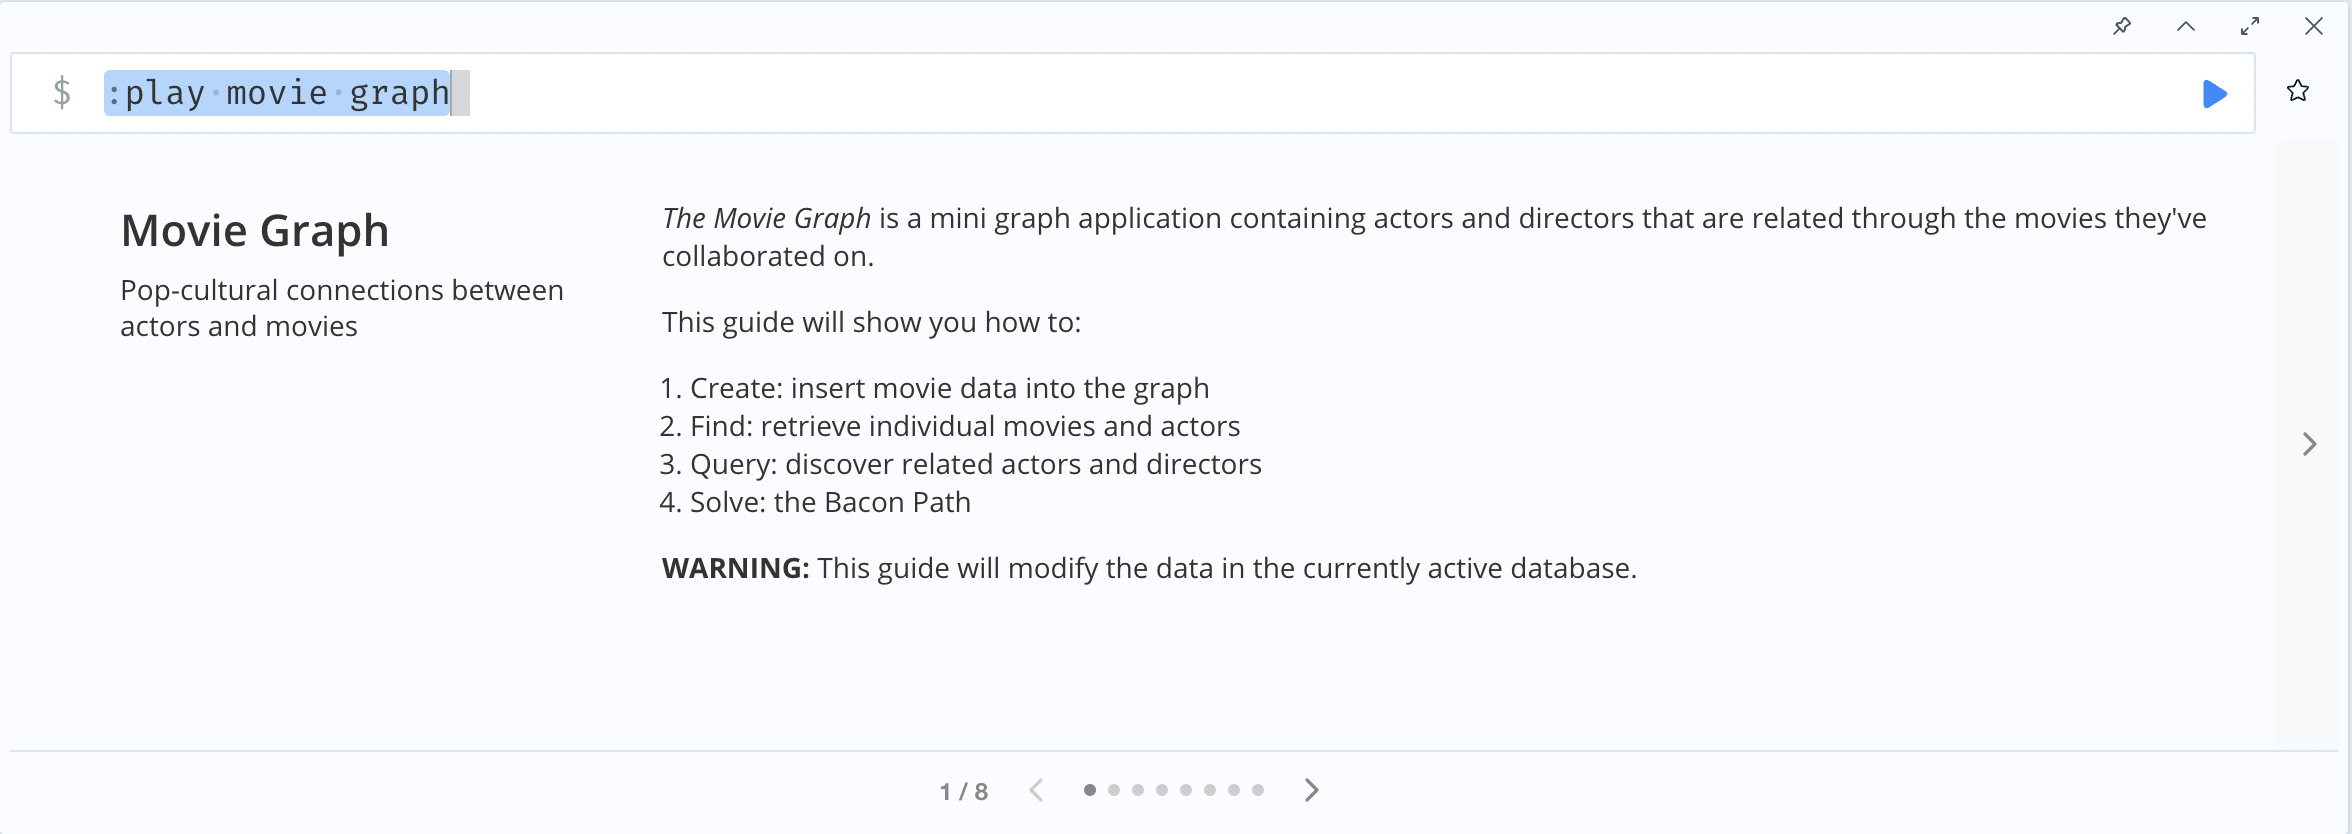 $ :play movie graph
Movie Graph
Pop-cultural connections between
actors and movies
The Movie Graph is a mini graph application containing actors and directors that are related through the movies they've
collaborated on.
This guide will show you how to:
1. Create: insert movie data into the graph
2. Find: retrieve individual movies and actors
3. Query: discover related actors and directors
4. Solve: the Bacon Path
WARNING: This guide will modify the data in the currently active database.
1 / 8